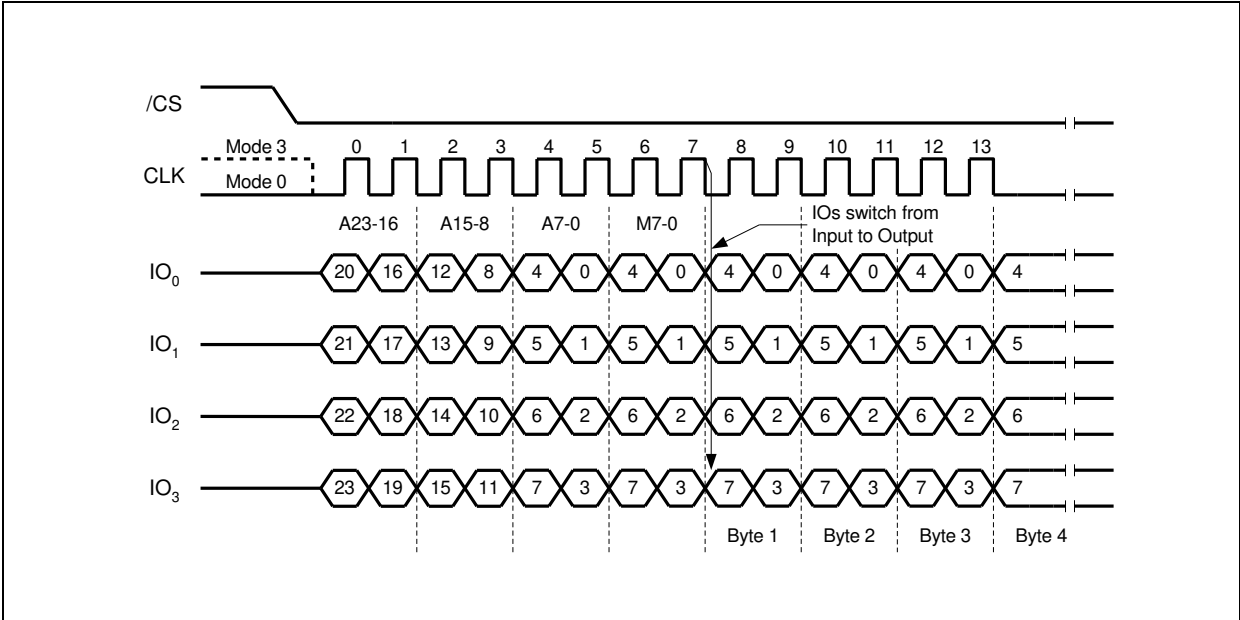 /CS
Mode 3 0 1 2 3 4 5 6 7 8 9 10 11 12 13
CLK
Mode 0
A23-16 A15-8 A7-0 M7-0
IOs switch from
Input to Output
IO0 20 16 12 8 4 0 4 0 4 0 4 0 4 0 4
IO1 21 17 13 9 5 1 5 1 5 1 5 1 5 1 5
IO2 22 18 14 10 6 2 6 2 6 2 6 2 6 2 6
IO3 23 19 15 11 7 3 7 3 7 3 7 3 7 3 7
Byte 1 Byte 2 Byte 3 Byte 4